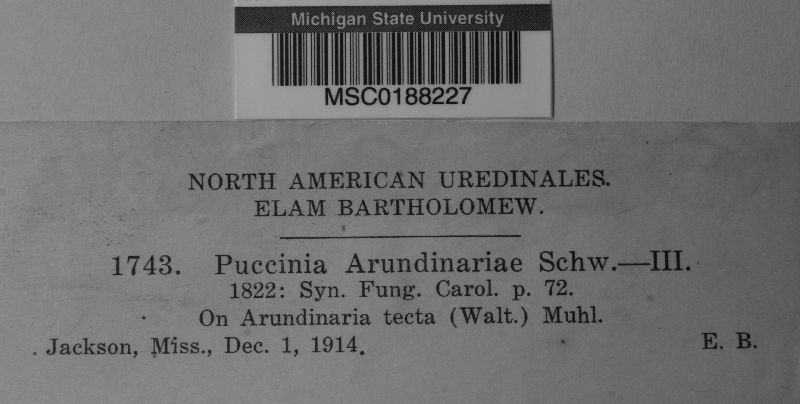 Michigan State University
MSC0188227
NORTH AMERICAN UREDINALES.
ELAM BARTHOLOMEW.
1743. Puccinia Arundinariae Schw.—III.
1822: Syn. Fung. Carol. p. 72.
On Arundinaria tecta (Walt.) Muhl.
Jackson, Miss., Dec. 1, 1914. E. B.